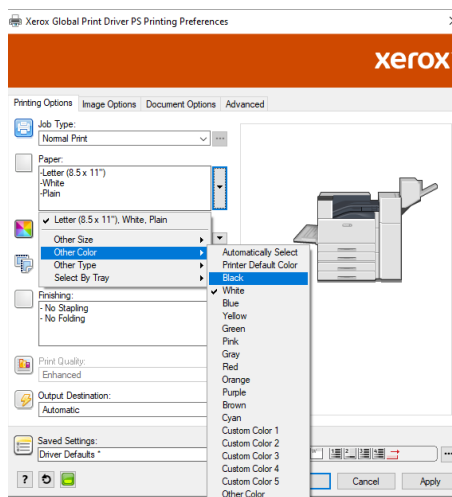 Xerox Global Print Driver PS Printing Preferences
xerox
Printing Options
Image Options
Document Options
Advanced
Job Type:
Normal Print
Paper:
-Letter (8.5 x 11")
-White
-Plain
Letter (8.5 x 11"), White, Plain
Other Size
Other Color
Other Type
Select By Tray
Automatically Select
Printer Default Color
Black
White
Blue
Yellow
Green
Pink
Gray
Red
Orange
Purple
Brown
Cyan
Custom Color 1
Custom Color 2
Custom Color 3
Custom Color 4
Custom Color 5
Other Color
Finishing:
- No Stapling
- No Folding
Print Quality:
Enhanced
Output Destination:
Automatic
Saved Settings:
Driver Defaults *
?
Cancel
Apply